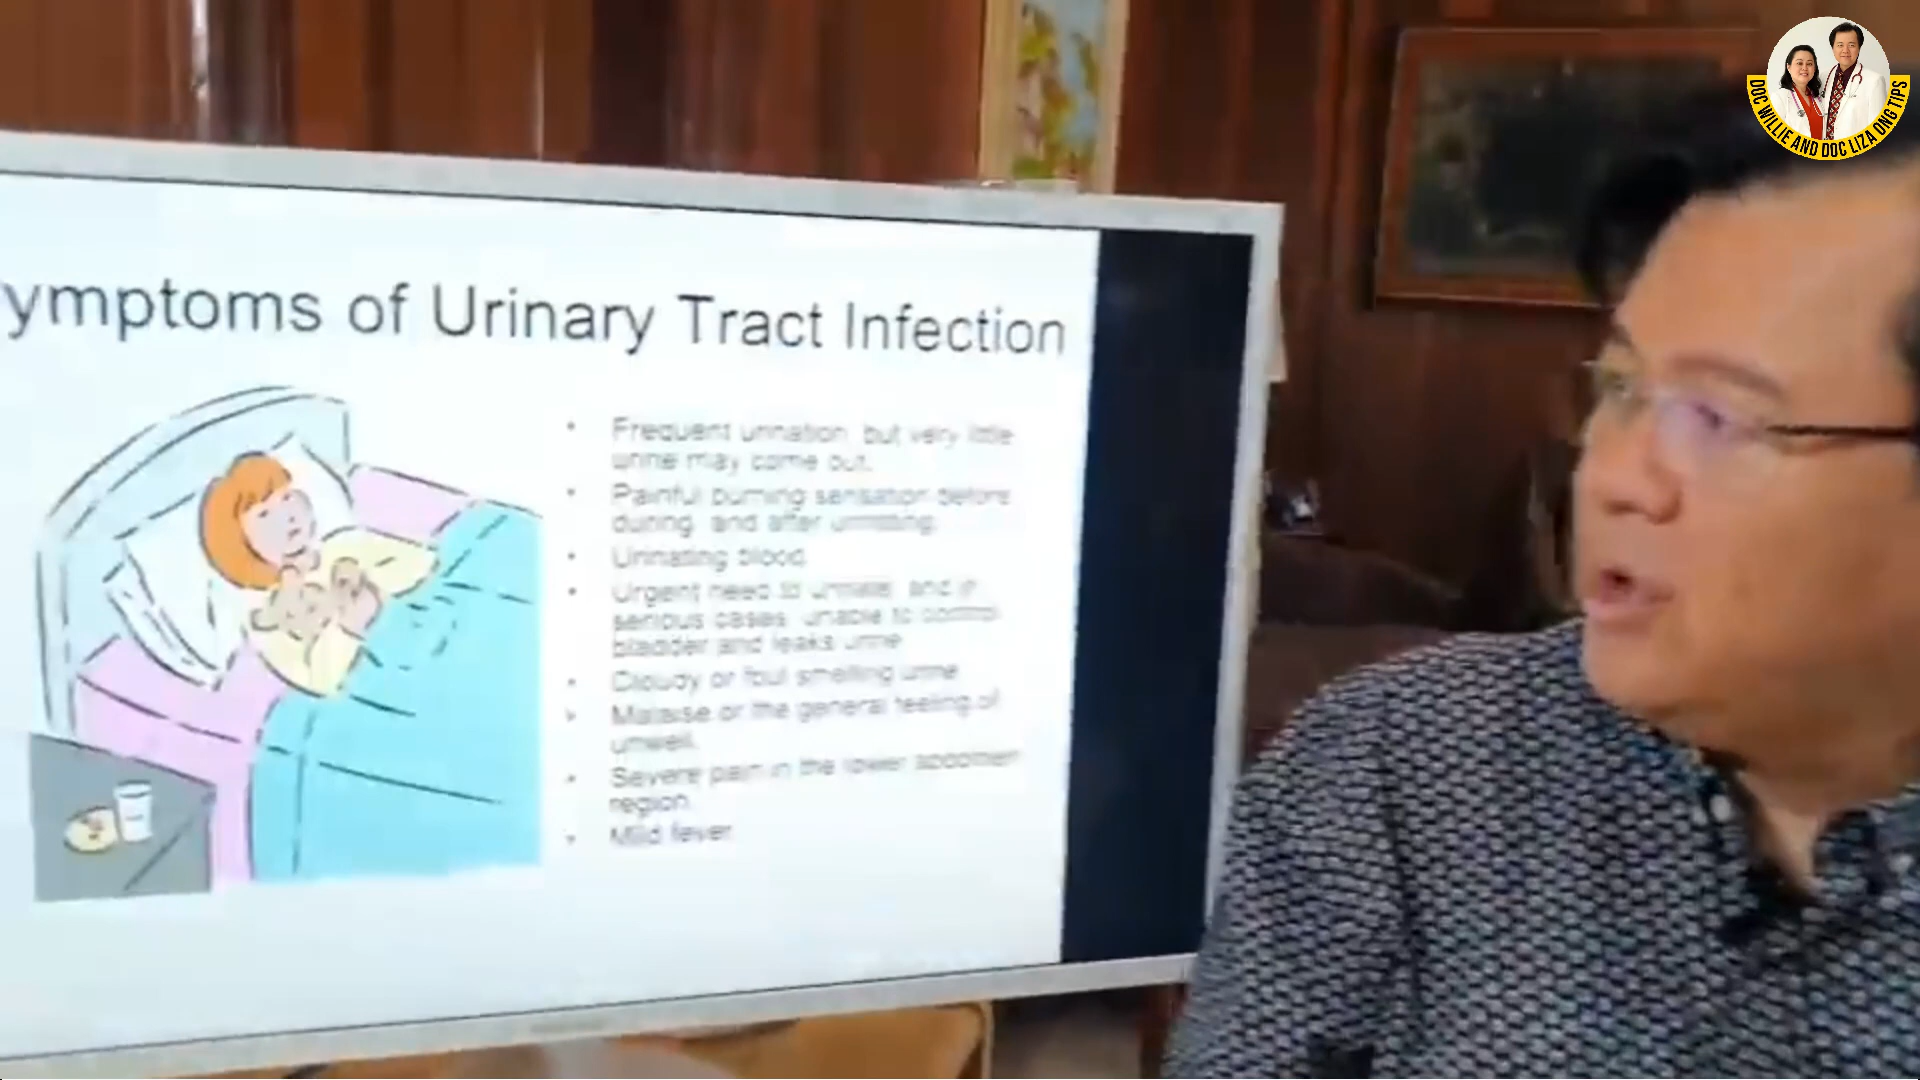 DOC WILLIE AND DOC LIZA ONG TIPS
ymptoms of Urinary Tract Infection
• Frequent urination, but very little
urine may come out.
• Painful burning sensation before
during, and after urinating.
• Urinating blood
• Urgent need to urinate, and in
serious cases, unable to control
bladder and leaks urine
• Cloudy or foul smelling urine
• Malaise or the general feeling of
unwell.
• Severe pain in the lower abdomen
region.
• Mild fever